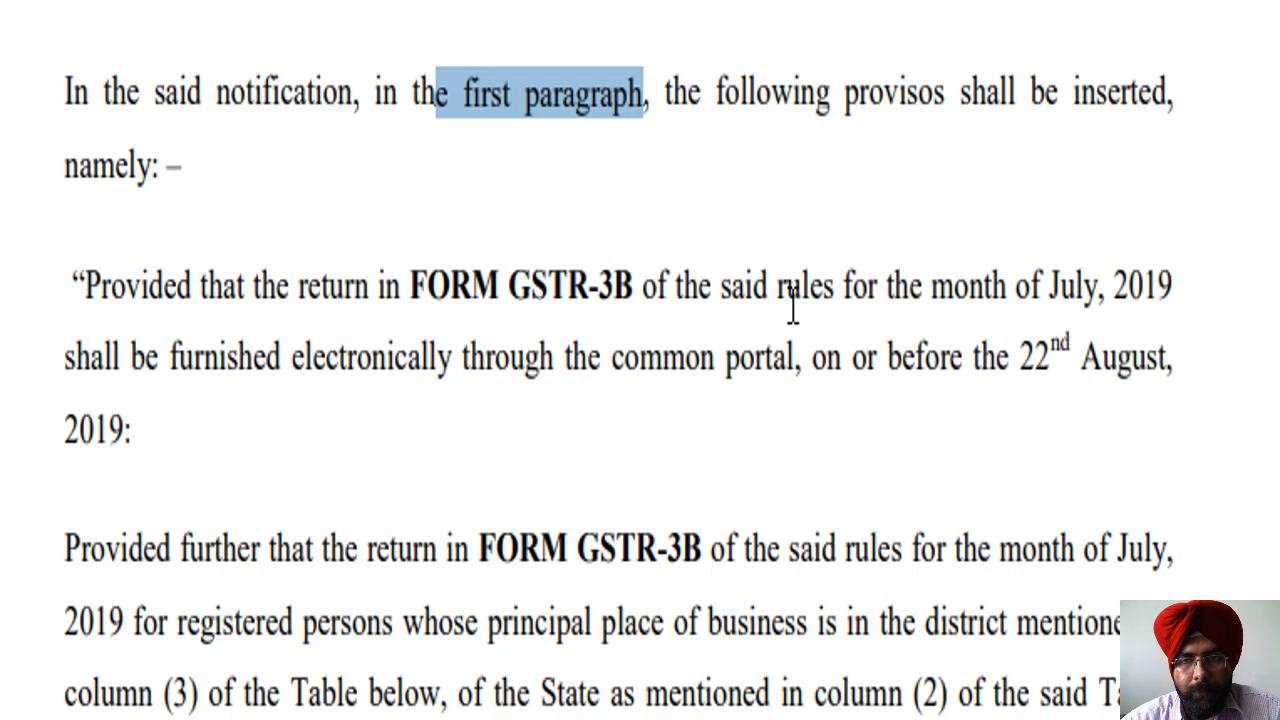 In the said notification, in the first paragraph, the following provisos shall be inserted,
namely: –
“Provided that the return in FORM GSTR-3B of the said rules for the month of July, 2019
shall be furnished electronically through the common portal, on or before the 22nd August,
2019:
Provided further that the return in FORM GSTR-3B of the said rules for the month of July,
2019 for registered persons whose principal place of business is in the district
column (3) of the Table below, of the State as mentioned in column (2) of the said